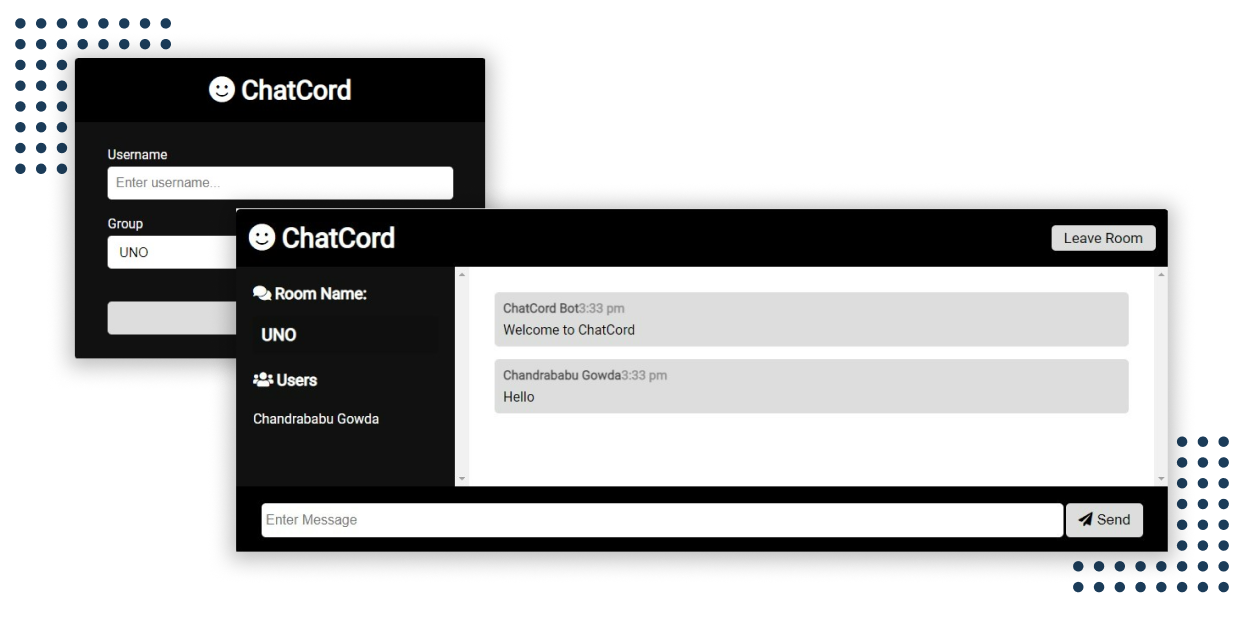 ChatCord
Username
Enter username...
Group
UNO
ChatCord
Leave Room
Room Name:
UNO
Users
Chandrababu Gowda
ChatCord Bot3:33 pm
Welcome to ChatCord
Chandrababu Gowda3:33 pm
Hello
Enter Message
Send